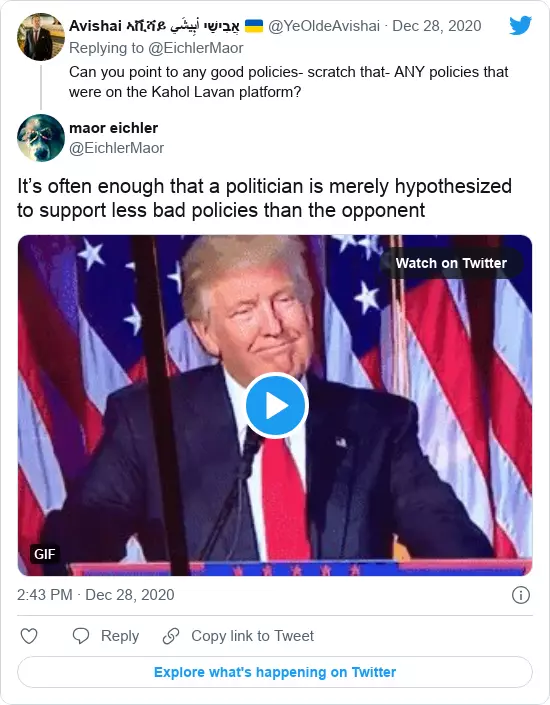 Avishai አቪሻይ أَبِيشَي אֲבִישַׁי 🇺🇦 @YeOldeAvishai · Dec 28, 2020
Replying to @EichlerMaor
Can you point to any good policies- scratch that- ANY policies that
were on the Kahol Lavan platform?
maor eichler
@EichlerMaor
It’s often enough that a politician is merely hypothesized
to support less bad policies than the opponent
Watch on Twitter
GIF
2:43 PM · Dec 28, 2020
Reply
Copy link to Tweet
Explore what's happening on Twitter